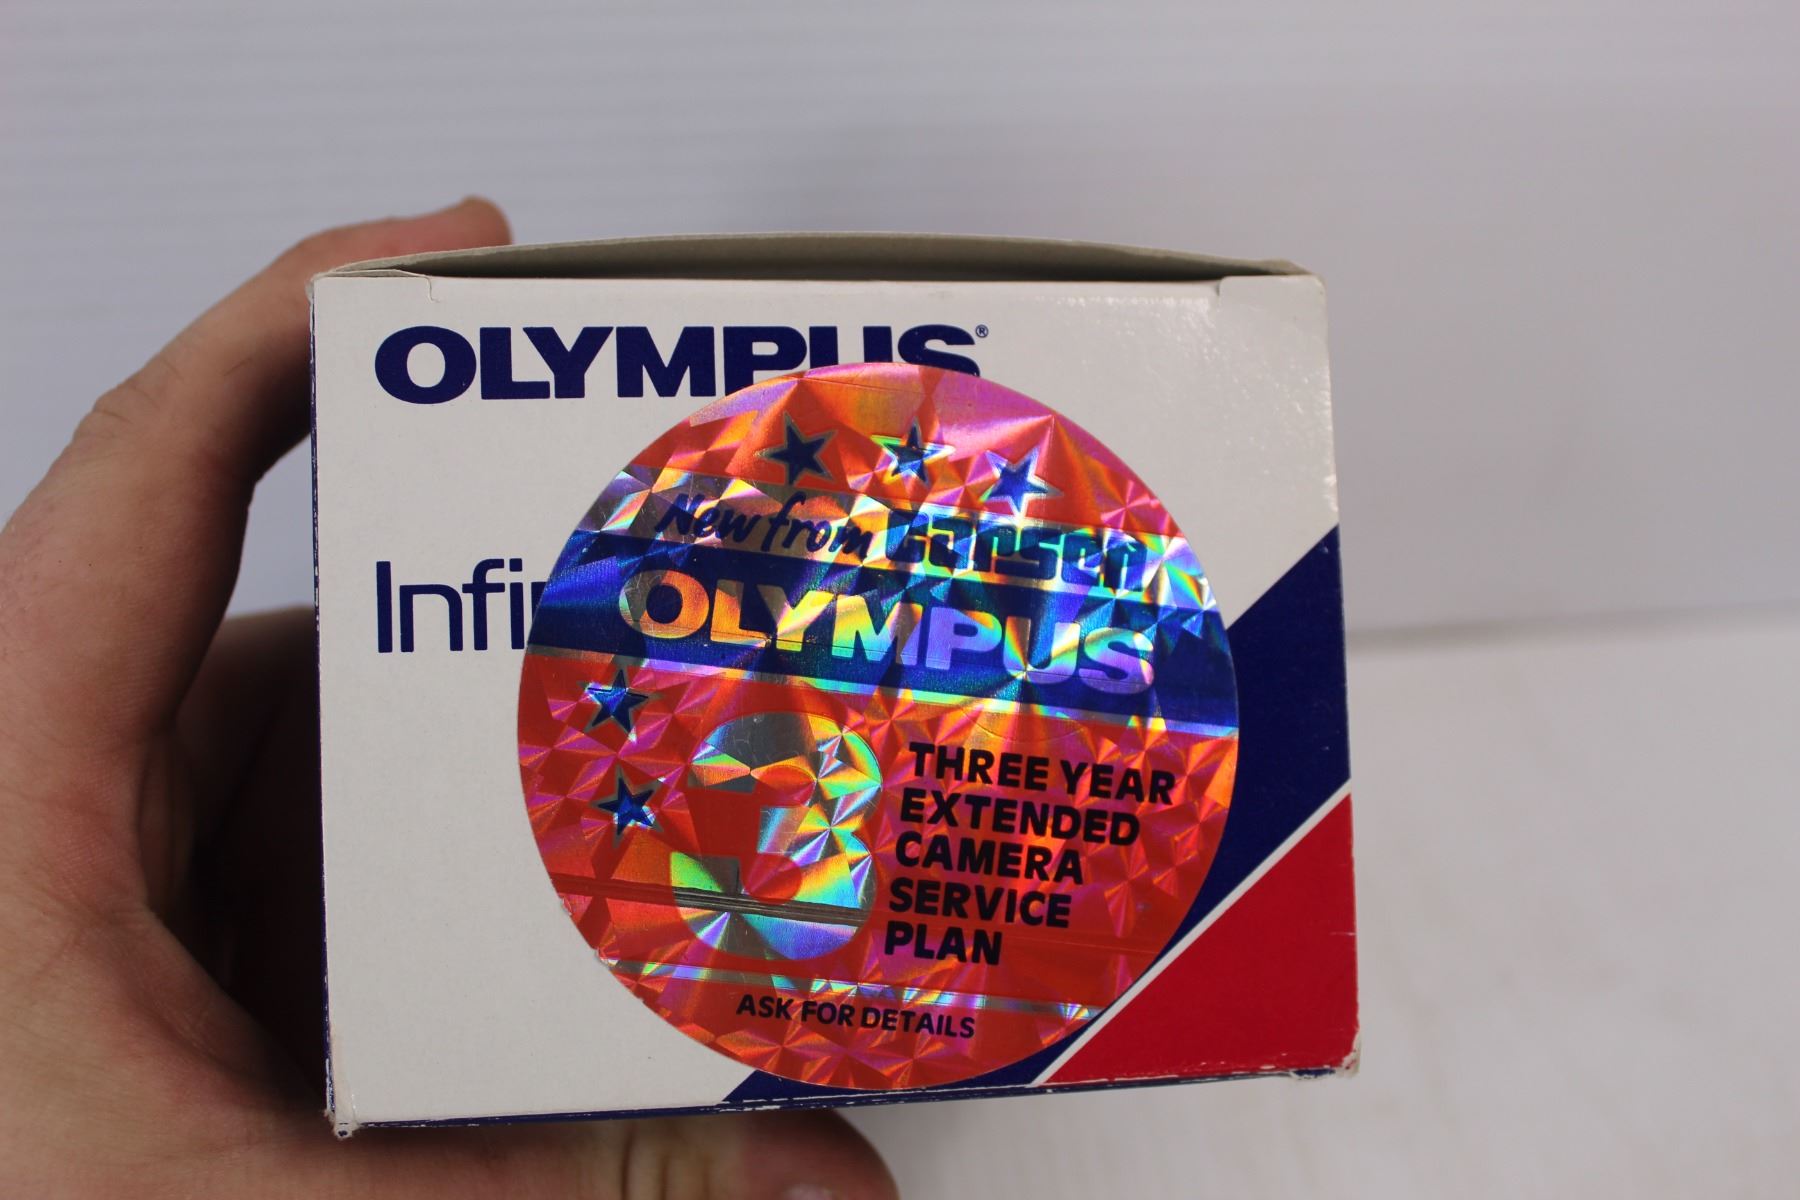 OLYMPUS®
Infi
New from Carsen
OLYMPUS
3
THREE YEAR
EXTENDED
CAMERA
SERVICE
PLAN
ASK FOR DETAILS